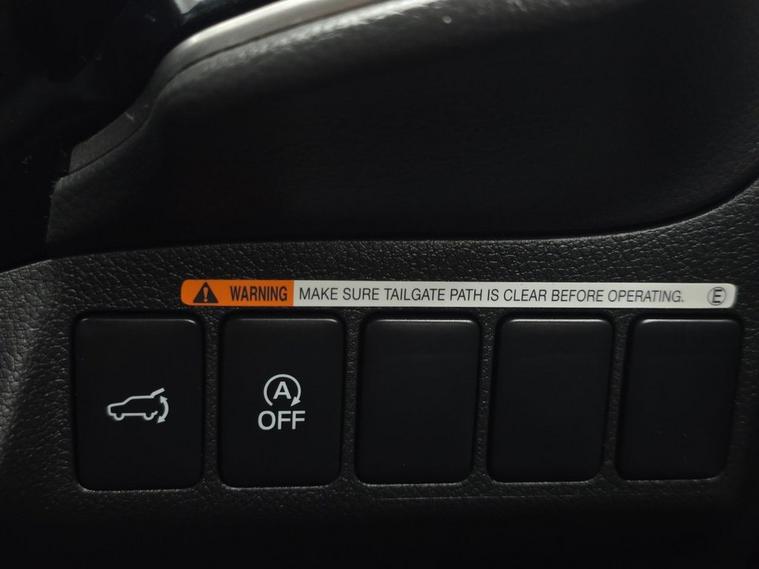 WARNING MAKE SURE TAILGATE PATH IS CLEAR BEFORE OPERATING. E
A
OFF